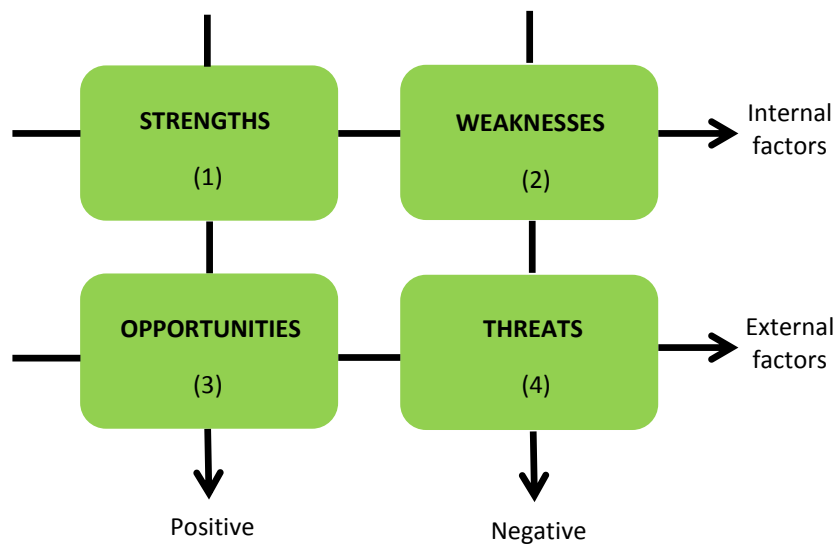 STRENGTHS
(1)
WEAKNESSES
(2)
Internal
factors
OPPORTUNITIES
(3)
THREATS
(4)
External
factors
Positive
Negative